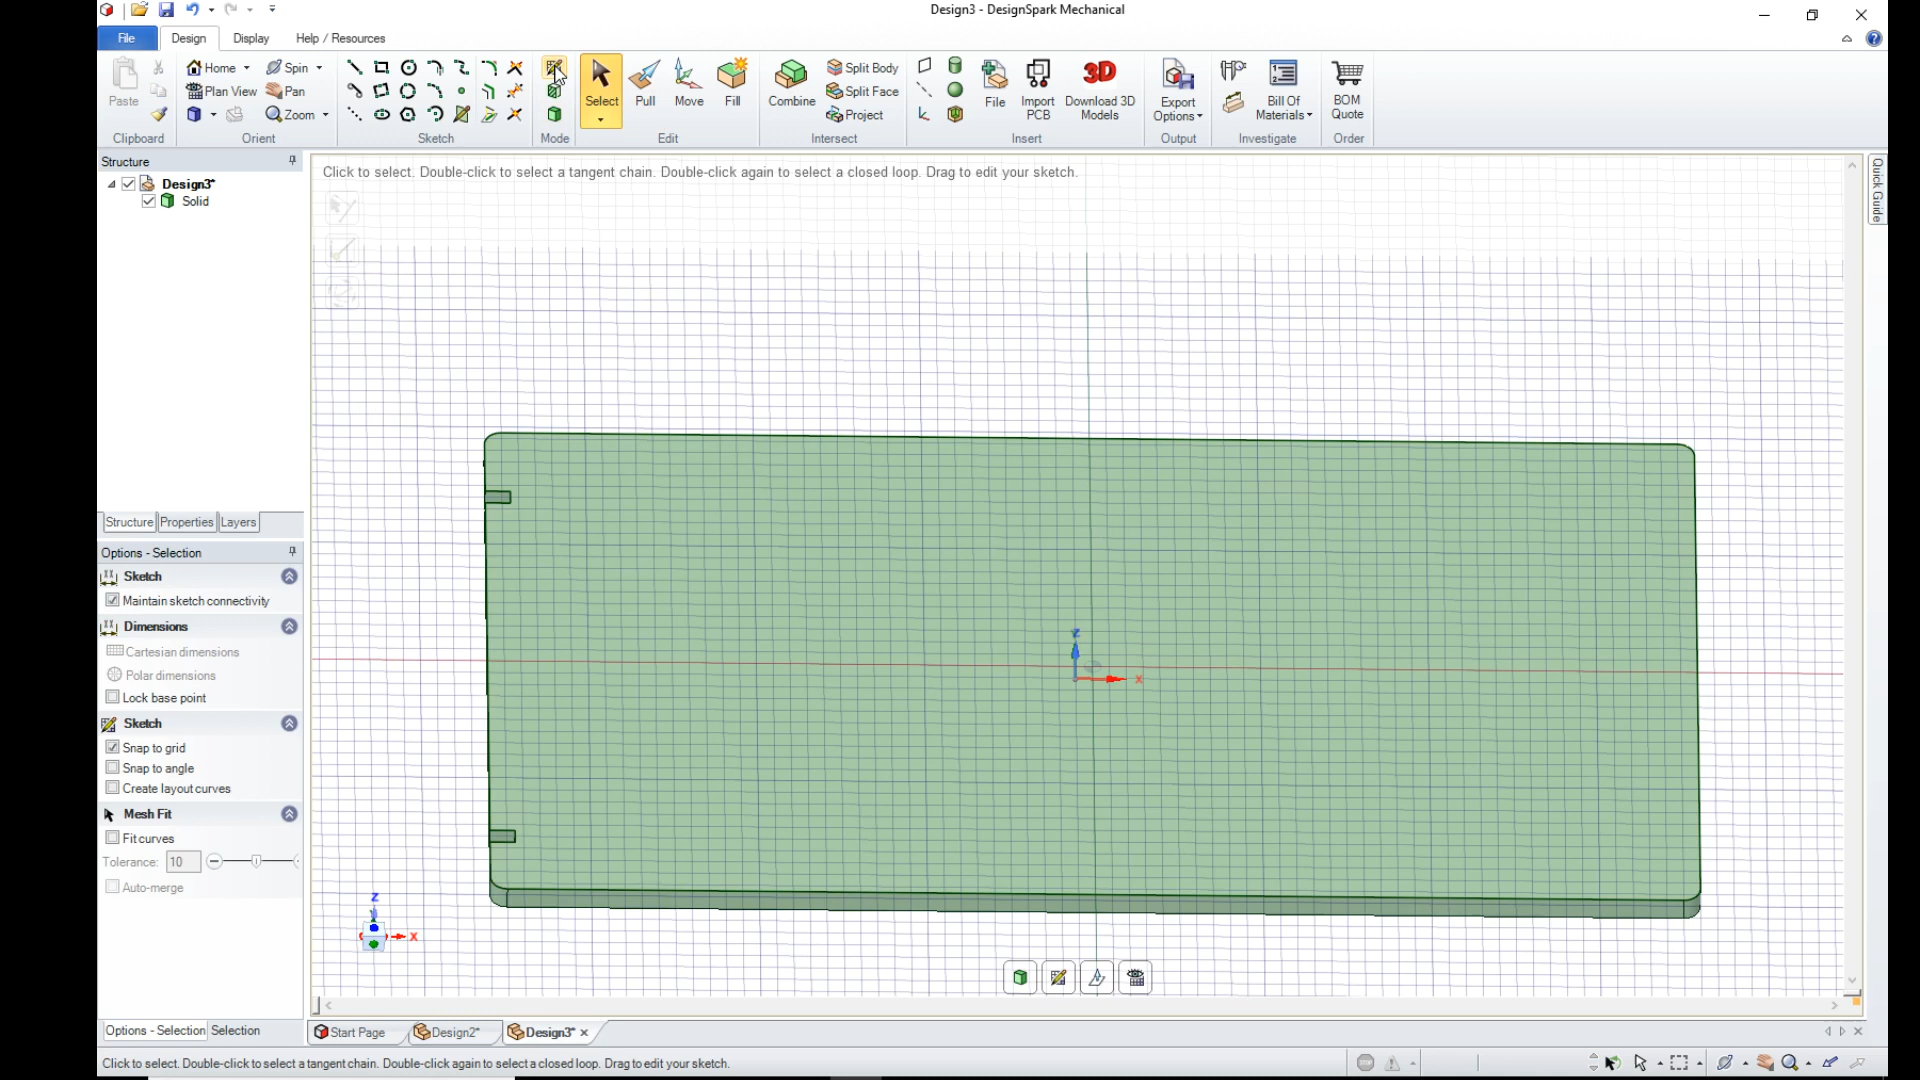 Design3 - DesignSpark Mechanical
File Design Display Help / Resources
Paste Home Spin Select Pull Move Fill Combine Split Body File Import PCB Download 3D Models Export Options Bill Of Materials BOM Quote
Plan View Pan Split Face
Zoom Project
3D
Clipboard Orient Sketch Mode Edit Intersect Insert Output Investigate Order
Structure
Design3*
Solid
Click to select. Double-click to select a tangent chain. Double-click again to select a closed loop. Drag to edit your sketch.
Quick Guide
Structure Properties Layers
Options - Selection
Sketch
Maintain sketch connectivity
Dimensions
Cartesian dimensions
Polar dimensions
Lock base point
Sketch
Snap to grid
Snap to angle
Create layout curves
Mesh Fit
Fit curves
Tolerance: 10
Auto-merge
Z
X
Z
X
Options - Selection Selection
Start Page Design2* Design3*
Click to select. Double-click to select a tangent chain. Double-click again to select a closed loop. Drag to edit your sketch.